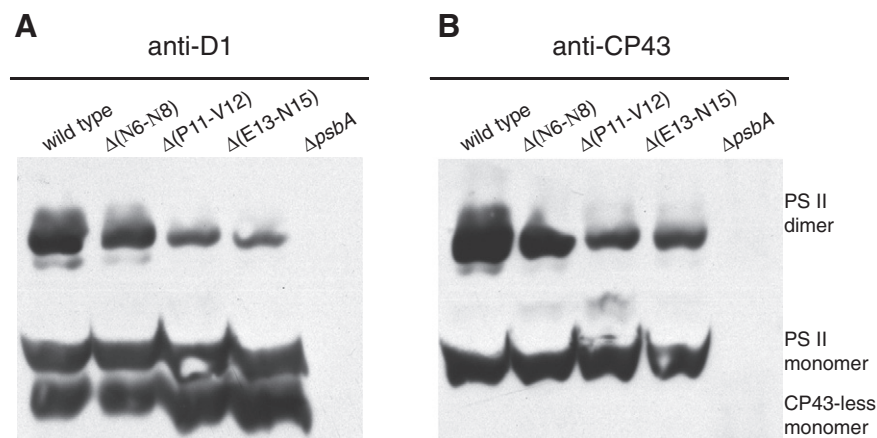 A
anti-D1
wild type
Δ(N6-N8)
Δ(P11-V12)
Δ(E13-N15)
ΔpsbA
B
anti-CP43
wild type
Δ(N6-N8)
Δ(P11-V12)
Δ(E13-N15)
ΔpsbA
PS II
dimer
PS II
monomer
CP43-less
monomer